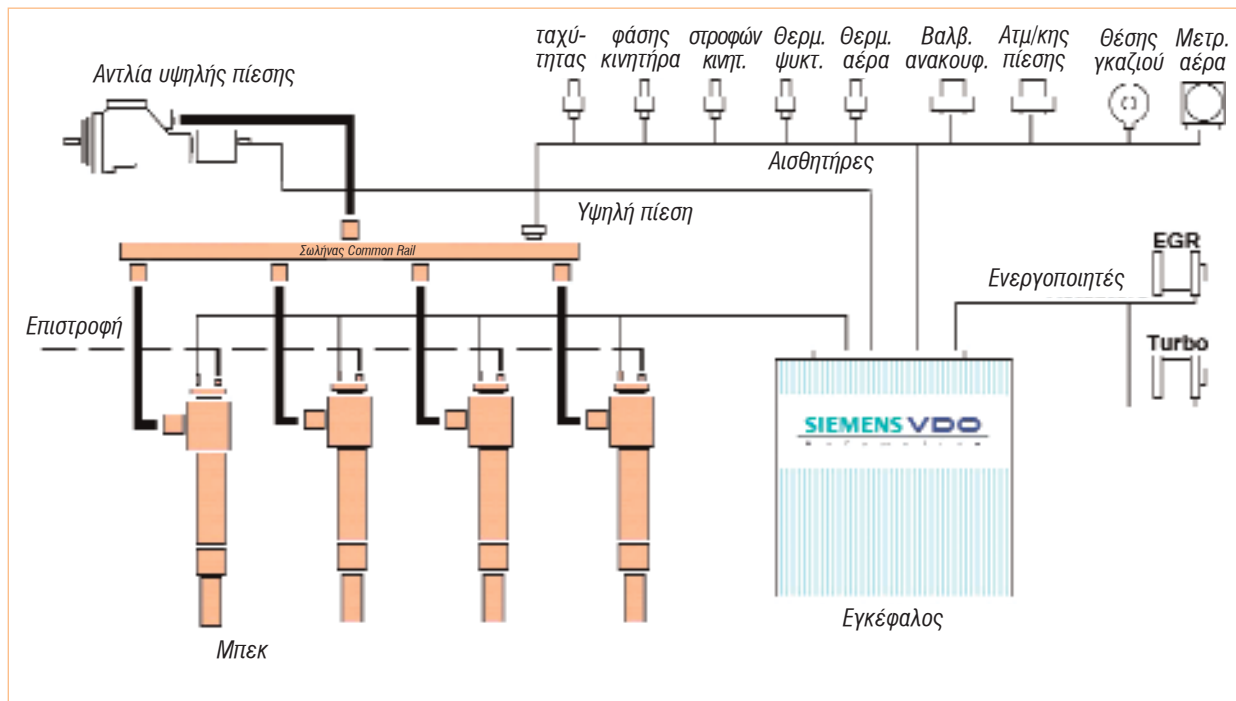 Αντλία υψηλής πίεσης
ταχύ-
τητας
φάσης
κινητήρα
στροφών
κινητ.
Θερμ.
ψυκτ.
Θερμ.
αέρα
Βαλβ.
ανακουφ.
Ατμ/κης
πίεσης
Θέσης
γκαζιού
Μετρ.
αέρα
Αισθητήρες
Υψηλή πίεση
Σωλήνας Common Rail
EGR
Ενεργοποιητές
Επιστροφή
Turbo
SIEMENS VDO
Εγκέφαλος
Μπεκ